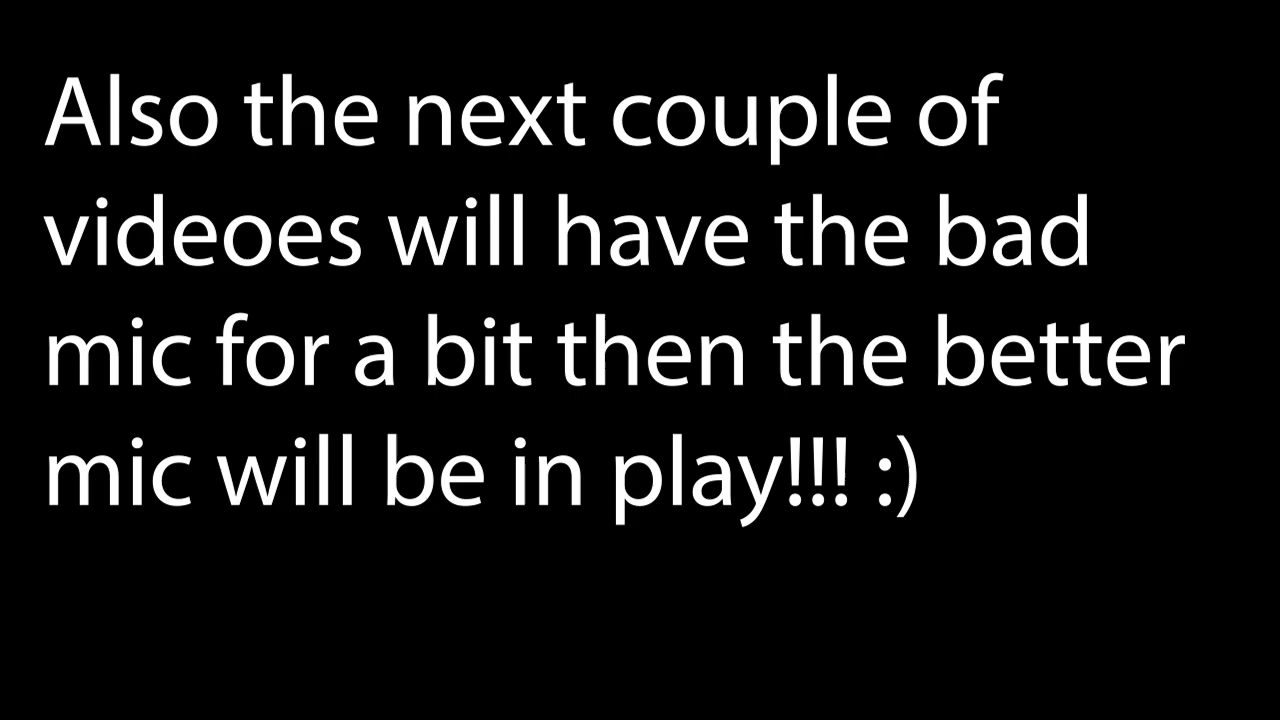 Also the next couple of
videoes will have the bad
mic for a bit then the better
mic will be in play!!! :)